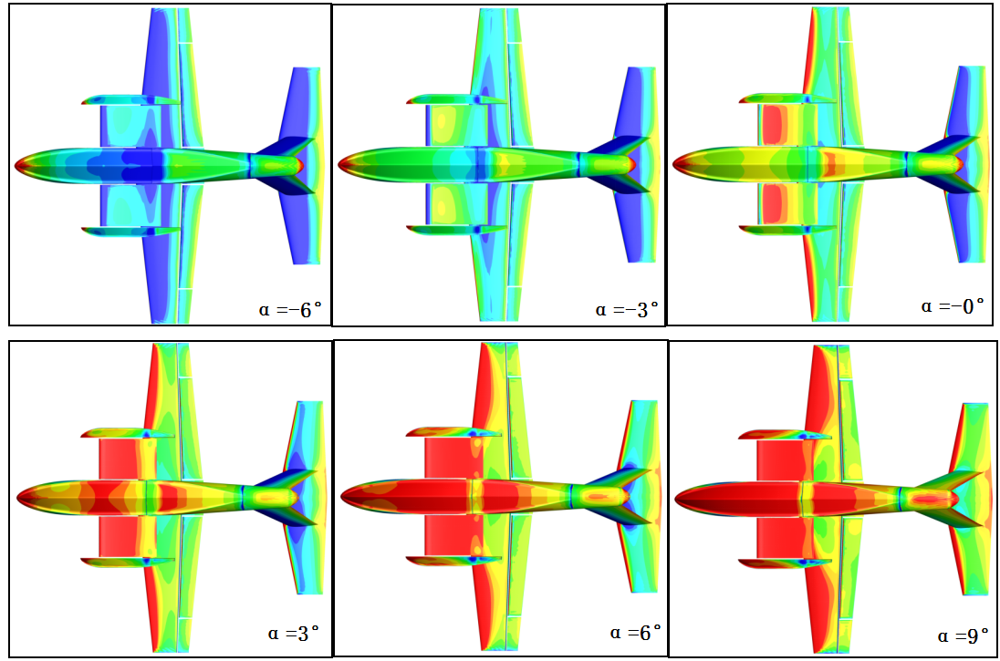 α =−6°
α =−3°
α =−0°
α =3°
α =6°
α =9°